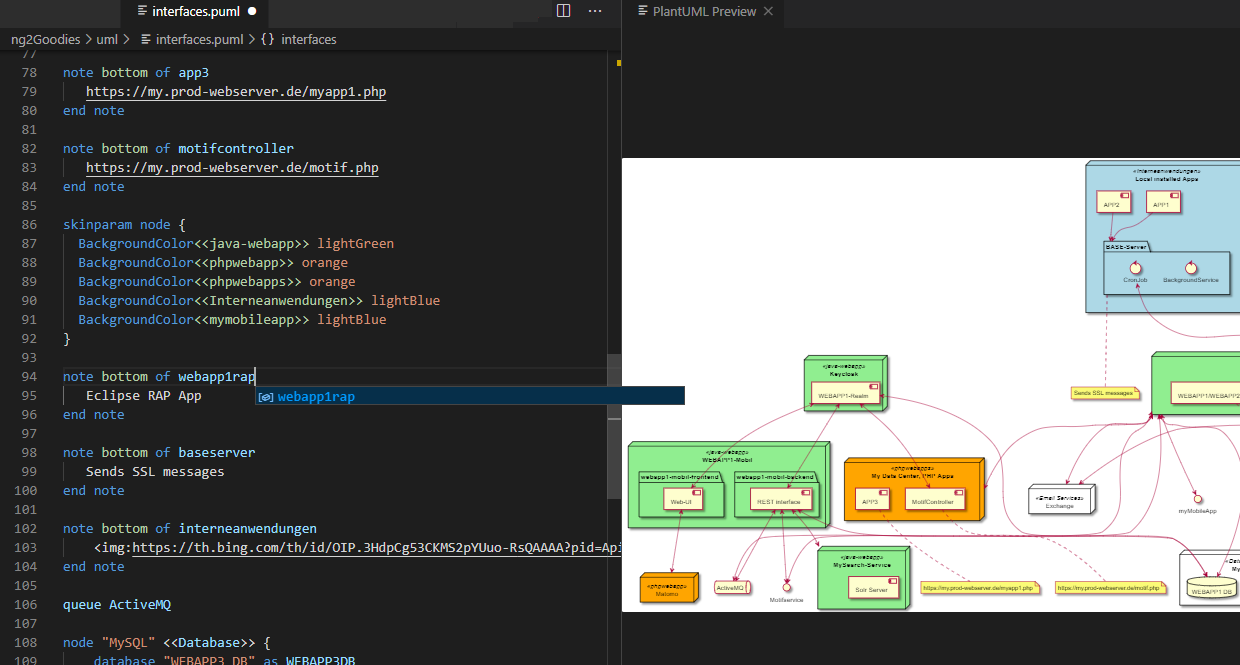 interfaces.puml
PlantUML Preview
ng2Goodies > uml > interfaces.puml > {} interfaces
77
78 note bottom of app3
79 https://my.prod-webserver.de/myapp1.php
80 end note
81
82 note bottom of motifcontroller
83 https://my.prod-webserver.de/motif.php
84 end note
85
86 skinparam node {
87 BackgroundColor<<java-webapp>> lightGreen
88 BackgroundColor<<phpwebapp>> orange
89 BackgroundColor<<phpwebapps>> orange
90 BackgroundColor<<Interneanwendungen>> lightBlue
91 BackgroundColor<<mymobileapp>> lightBlue
92 }
93
94 note bottom of webapp1rap
webapp1rap
95 Eclipse RAP App
96 end note
97
98 note bottom of baseserver
99 Sends SSL messages
100 end note
101
102 note bottom of interneanwendungen
103 <img:https://th.bing.com/th/id/OIP.3HdpCg53CKMS2pYUuo-RsQAAAA?pid=Api
104 end note
105
106 queue ActiveMQ
107
108 node "MySQL" <<Database>> {
109 database "WEBAPP3 DB" as WEBAPP3DB
«Interneanwendungen»
Local installed Apps
APP2
APP1
BASE-Server
CronJob
BackgroundService
«java-webapp»
Keycloak
WEBAPP1-Realm
Sends SSL messages
WEBAPP1/WEBAPP2
«java-webapp»
WEBAPP1-Mobil
webapp1-mobil-frontend
Web-UI
webapp1-mobil-backend
REST Interface
«phpwebapps»
My Data Center, PHP Apps
APP3
MotifController
«Email Services»
Exchange
myMobileApp
«phpwebapp»
Matomo
ActiveMQ
Motifservice
«java-webapp»
MySearch-Service
Solr Server
https://my.prod-webserver.de/myapp1.php
https://my.prod-webserver.de/motif.php
«Dat
My
WEBAPP1 DB